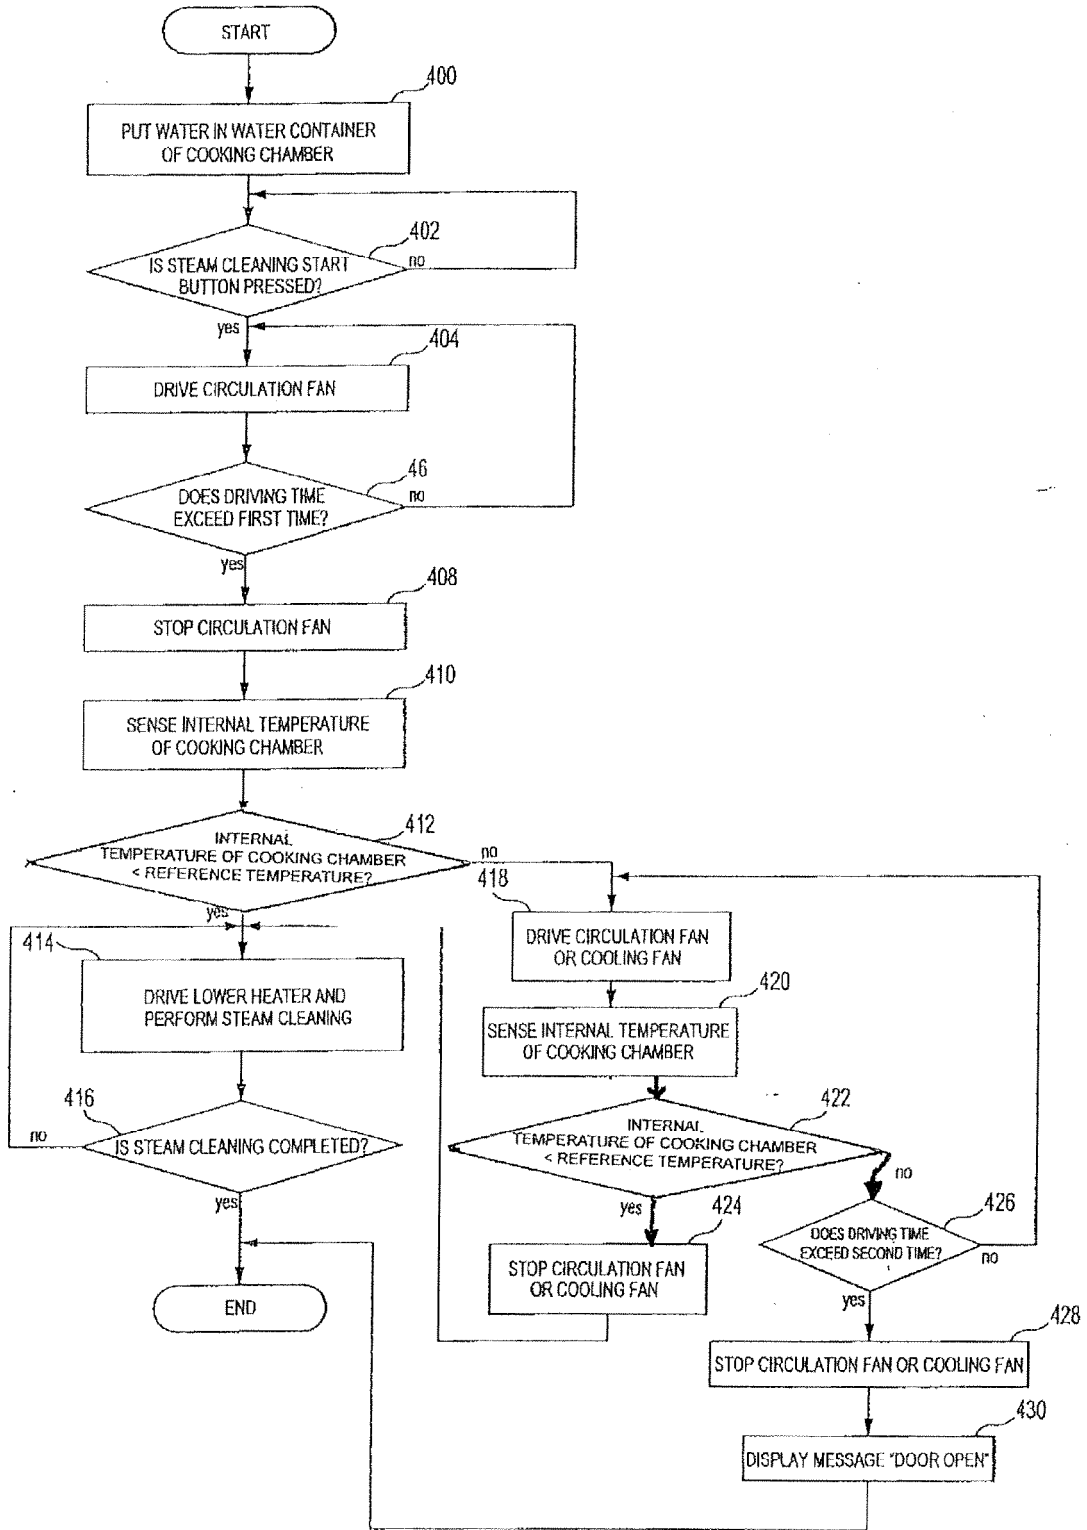 START
400
PUT WATER IN WATER CONTAINER
OF COOKING CHAMBER
402
IS STEAM CLEANING START
BUTTON PRESSED?
no
yes
404
DRIVE CIRCULATION FAN
46
DOES DRIVING TIME
EXCEED FIRST TIME?
no
yes
408
STOP CIRCULATION FAN
410
SENSE INTERNAL TEMPERATURE
OF COOKING CHAMBER
412
INTERNAL
TEMPERATURE OF COOKING CHAMBER
< REFERENCE TEMPERATURE?
no
yes
414
DRIVE LOWER HEATER AND
PERFORM STEAM CLEANING
416
IS STEAM CLEANING COMPLETED?
no
yes
END
418
DRIVE CIRCULATION FAN
OR COOLING FAN
420
SENSE INTERNAL TEMPERATURE
OF COOKING CHAMBER
422
INTERNAL
TEMPERATURE OF COOKING CHAMBER
< REFERENCE TEMPERATURE?
no
yes
424
STOP CIRCULATION FAN
OR COOLING FAN
426
DOES DRIVING TIME
EXCEED SECOND TIME?
no
yes
428
STOP CIRCULATION FAN OR COOLING FAN
430
DISPLAY MESSAGE "DOOR OPEN"